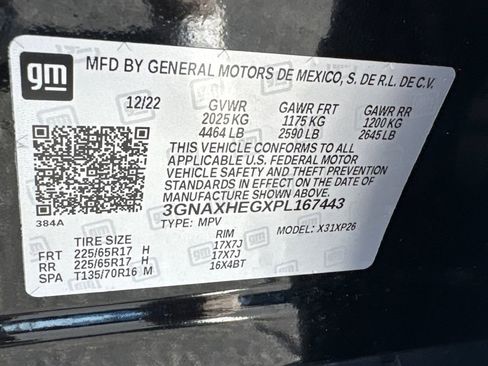 gm
MFD BY GENERAL MOTORS DE MEXICO, S. DE R.L. DE C.V.
12/22 GVWR GAWR FRT GAWR RR
2025 KG 1175 KG 1200 KG
4464 LB 2590 LB 2645 LB
THIS VEHICLE CONFORMS TO ALL
APPLICABLE U.S. FEDERAL MOTOR
VEHICLE SAFETY AND THEFT PREVENTION
STANDARDS IN EFFECT ON THE DATE OF
MANUFACTURE SHOWN ABOVE.
3GNAXHEGXPL167443
384A TYPE: MPV MODEL: X31XP26
TIRE SIZE RIM
FRT 225/65R17 H 17X7J
RR 225/65R17 H 17X7J
SPA T135/70R16 M 16X4BT